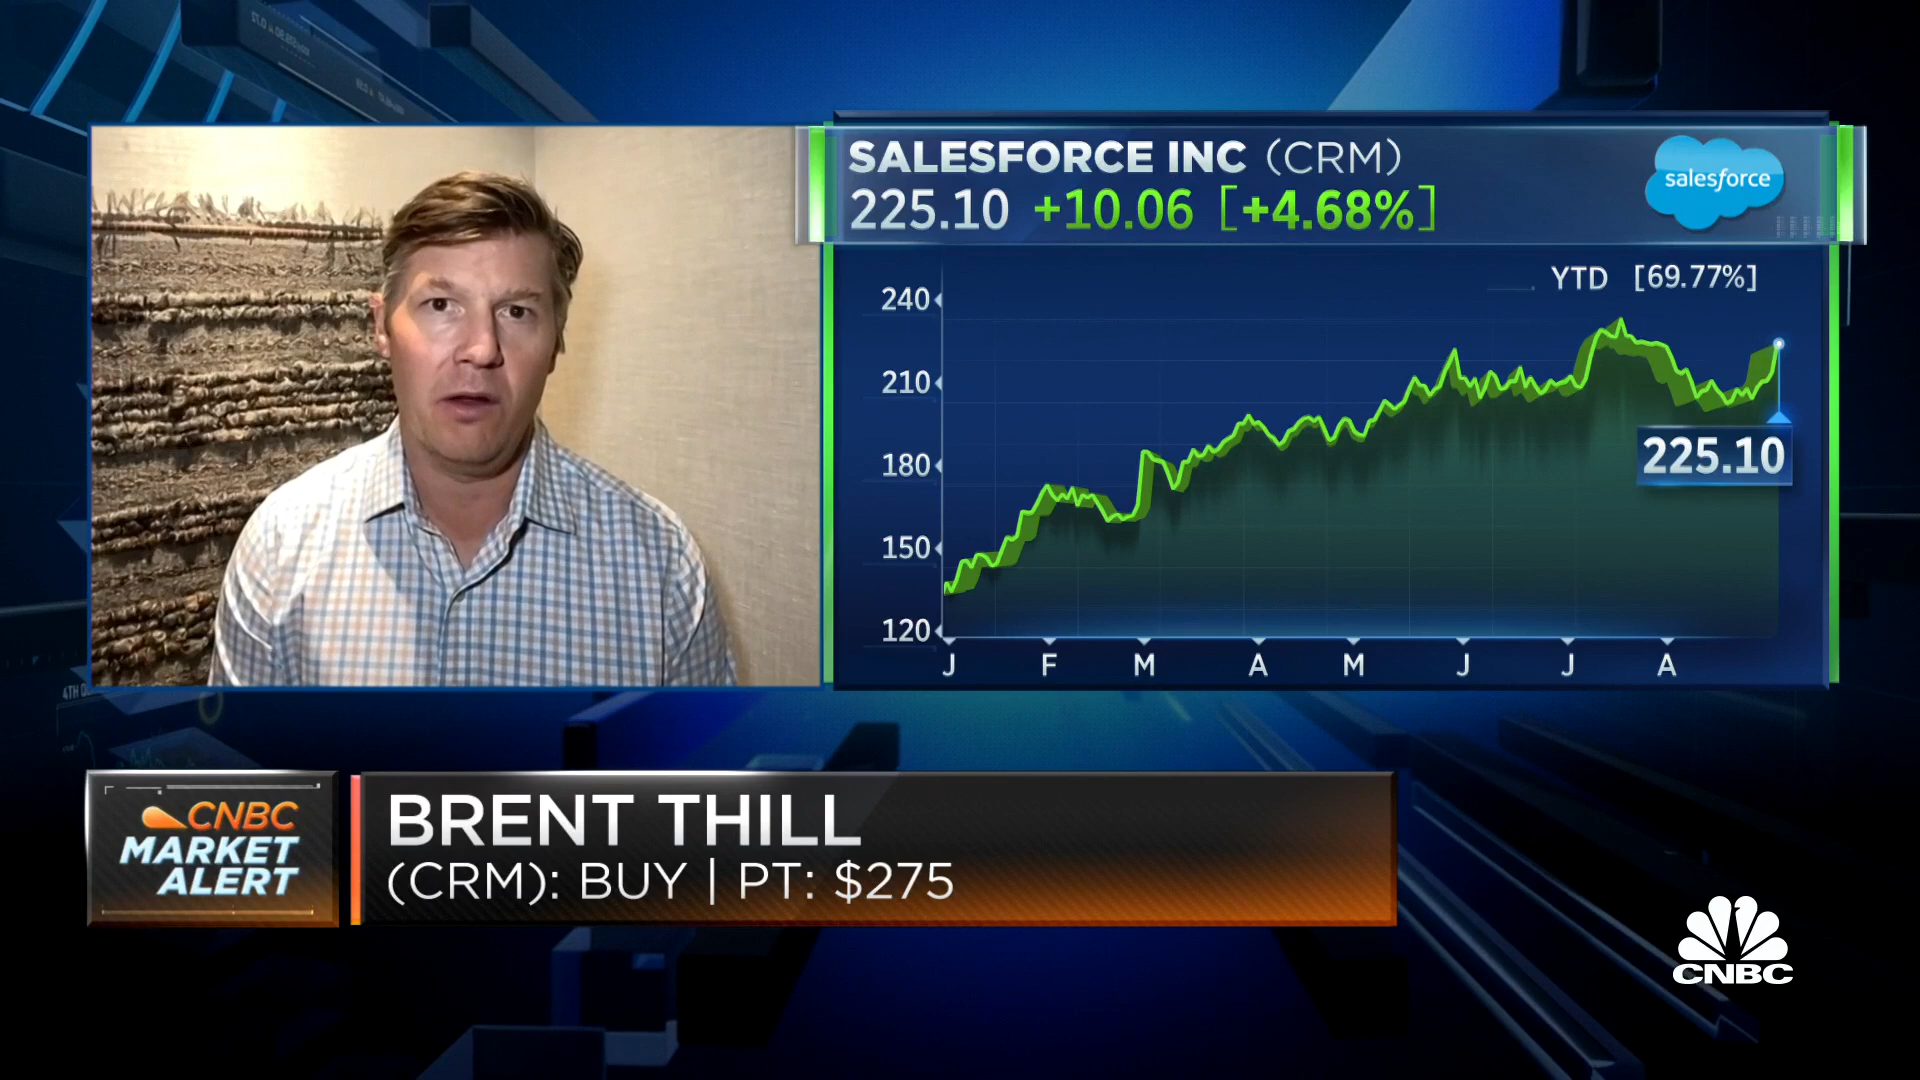 SALESFORCE INC (CRM)
225.10 +10.06 [+4.68%]
salesforce
YTD [69.77%]
240
210
180
150
120
225.10
J F M A M J J A
CNBC
MARKET
ALERT
BRENT THILL
(CRM): BUY | PT: $275
CNBC